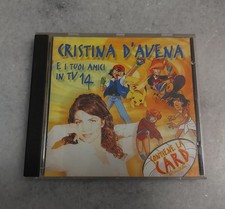 CRISTINA D'AVENA
E I TUOI AMICI
IN TV 14
CONTIENE LA
CARD